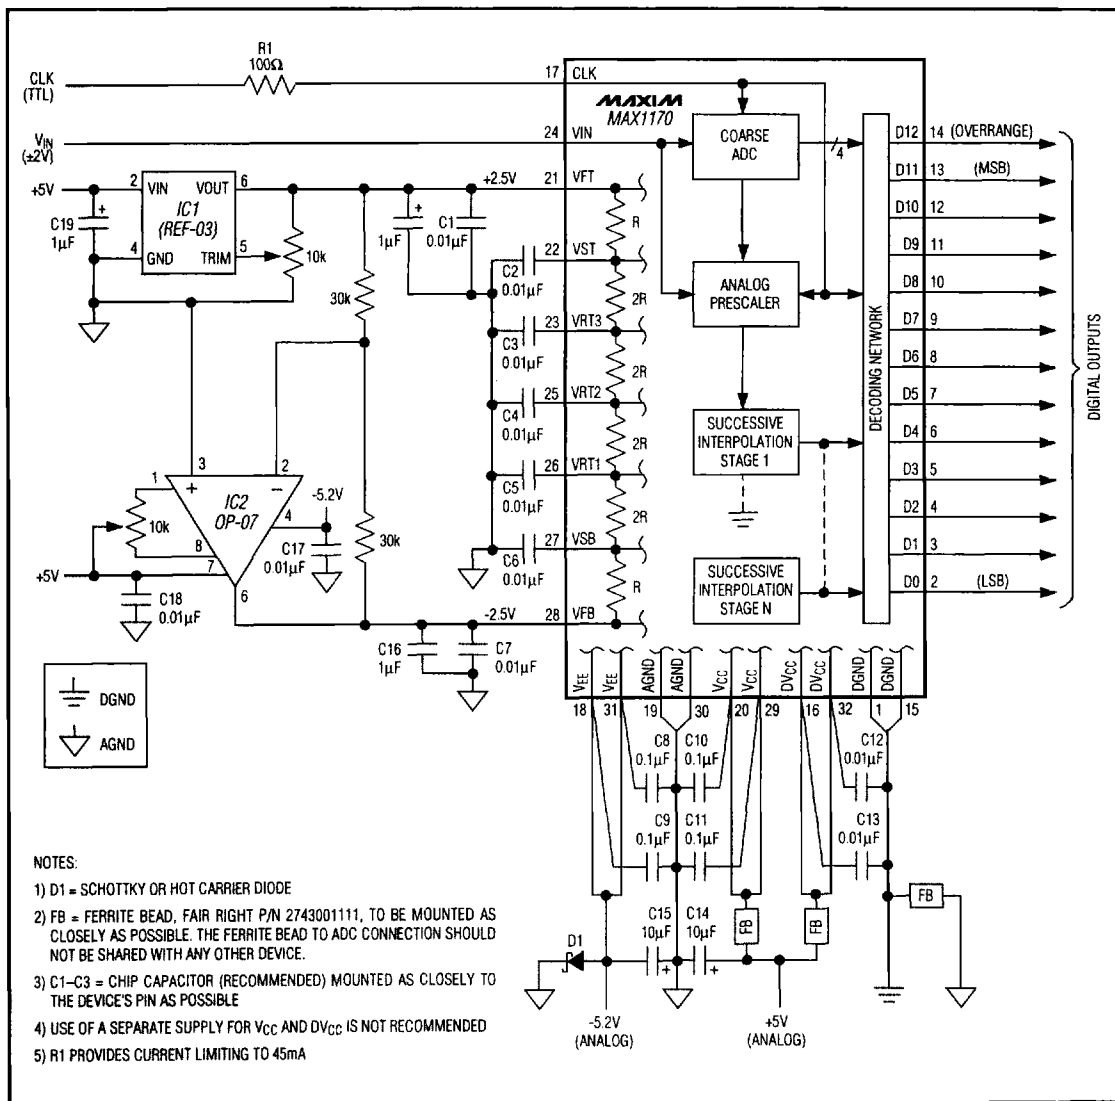 R1
100Ω
CLK
(TTL)
17 CLK
MAXIM
MAX1170
VIN
(±2V)
24 VIN
COARSE
ADC
4
D12 14 (OVERRANGE)
D11 13 (MSB)
D10 12
D9 11
D8 10
D7 9
D6 8
D5 7
D4 6
D3 5
D2 4
D1 3
D0 2 (LSB)
DIGITAL OUTPUTS
DECODING NETWORK
+5V
2 VIN VOUT 6
IC1
(REF-03)
4 GND TRIM 5
C19
1µF
+
10k
30k
+
1µF
C1
0.01µF
+2.5V 21 VFT
R
C2
0.01µF
22 VST
2R
C3
0.01µF
23 VRT3
2R
C4
0.01µF
25 VRT2
2R
C5
0.01µF
26 VRT1
2R
C6
0.01µF
27 VSB
R
-2.5V 28 VFB
ANALOG
PRESCALER
SUCCESSIVE
INTERPOLATION
STAGE 1
SUCCESSIVE
INTERPOLATION
STAGE N
3 2
1
+ −
IC2
OP-07
4
-5.2V
C17
0.01µF
10k
8
7
6
+5V
C18
0.01µF
30k
C16
1µF
+
C7
0.01µF
DGND
AGND
VEE VEE AGND AGND VCC VCC DVCC DVCC DGND DGND
18 31 19 30 20 29 16 32 1 15
C8
0.1µF
C10
0.1µF
C12
0.01µF
C9
0.1µF
C11
0.1µF
C13
0.01µF
C15
10µF
+
C14
10µF
+
FB
FB
FB
D1
-5.2V
(ANALOG)
+5V
(ANALOG)
NOTES:
1) D1 = SCHOTTKY OR HOT CARRIER DIODE
2) FB = FERRITE BEAD, FAIR RIGHT P/N 2743001111, TO BE MOUNTED AS
CLOSELY AS POSSIBLE. THE FERRITE BEAD TO ADC CONNECTION SHOULD
NOT BE SHARED WITH ANY OTHER DEVICE.
3) C1–C3 = CHIP CAPACITOR (RECOMMENDED) MOUNTED AS CLOSELY TO
THE DEVICE'S PIN AS POSSIBLE
4) USE OF A SEPARATE SUPPLY FOR VCC AND DVCC IS NOT RECOMMENDED
5) R1 PROVIDES CURRENT LIMITING TO 45mA